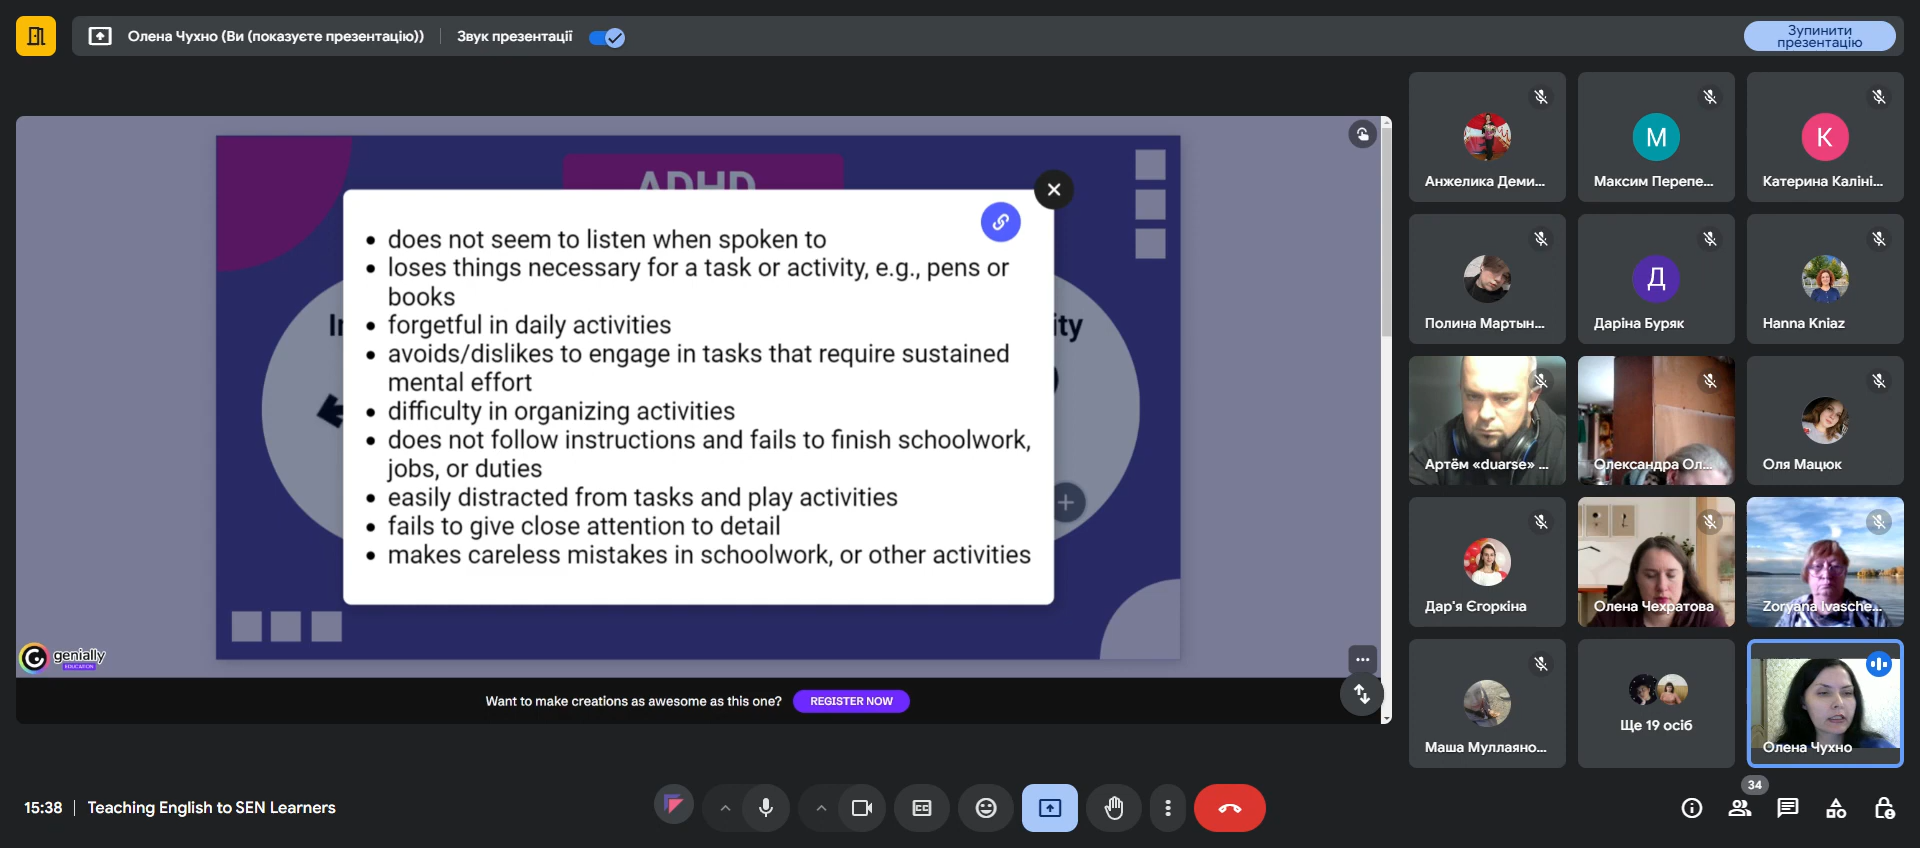 Олена Чухно (Ви (показуєте презентацію))
Звук презентації
Зупинити
презентацію
ADHD
does not seem to listen when spoken to
loses things necessary for a task or activity, e.g., pens or
books
forgetful in daily activities
avoids/dislikes to engage in tasks that require sustained
mental effort
difficulty in organizing activities
does not follow instructions and fails to finish schoolwork,
jobs, or duties
easily distracted from tasks and play activities
fails to give close attention to detail
makes careless mistakes in schoolwork, or other activities
genially
EDUCATION
Want to make creations as awesome as this one?
REGISTER NOW
Анжелика Деми...
М
Максим Перепе...
К
Катерина Каліні...
Полина Мартын...
Д
Даріна Буряк
Hanna Kniaz
Артём «duarse» ...
Олександра Ол...
Оля Мацюк
Дар'я Єгоркіна
Олена Чехратова
Zoryana Ivasche...
Маша Муллаяно...
Ще 19 осіб
Олена Чухно
15:38
Teaching English to SEN Learners
CC
34